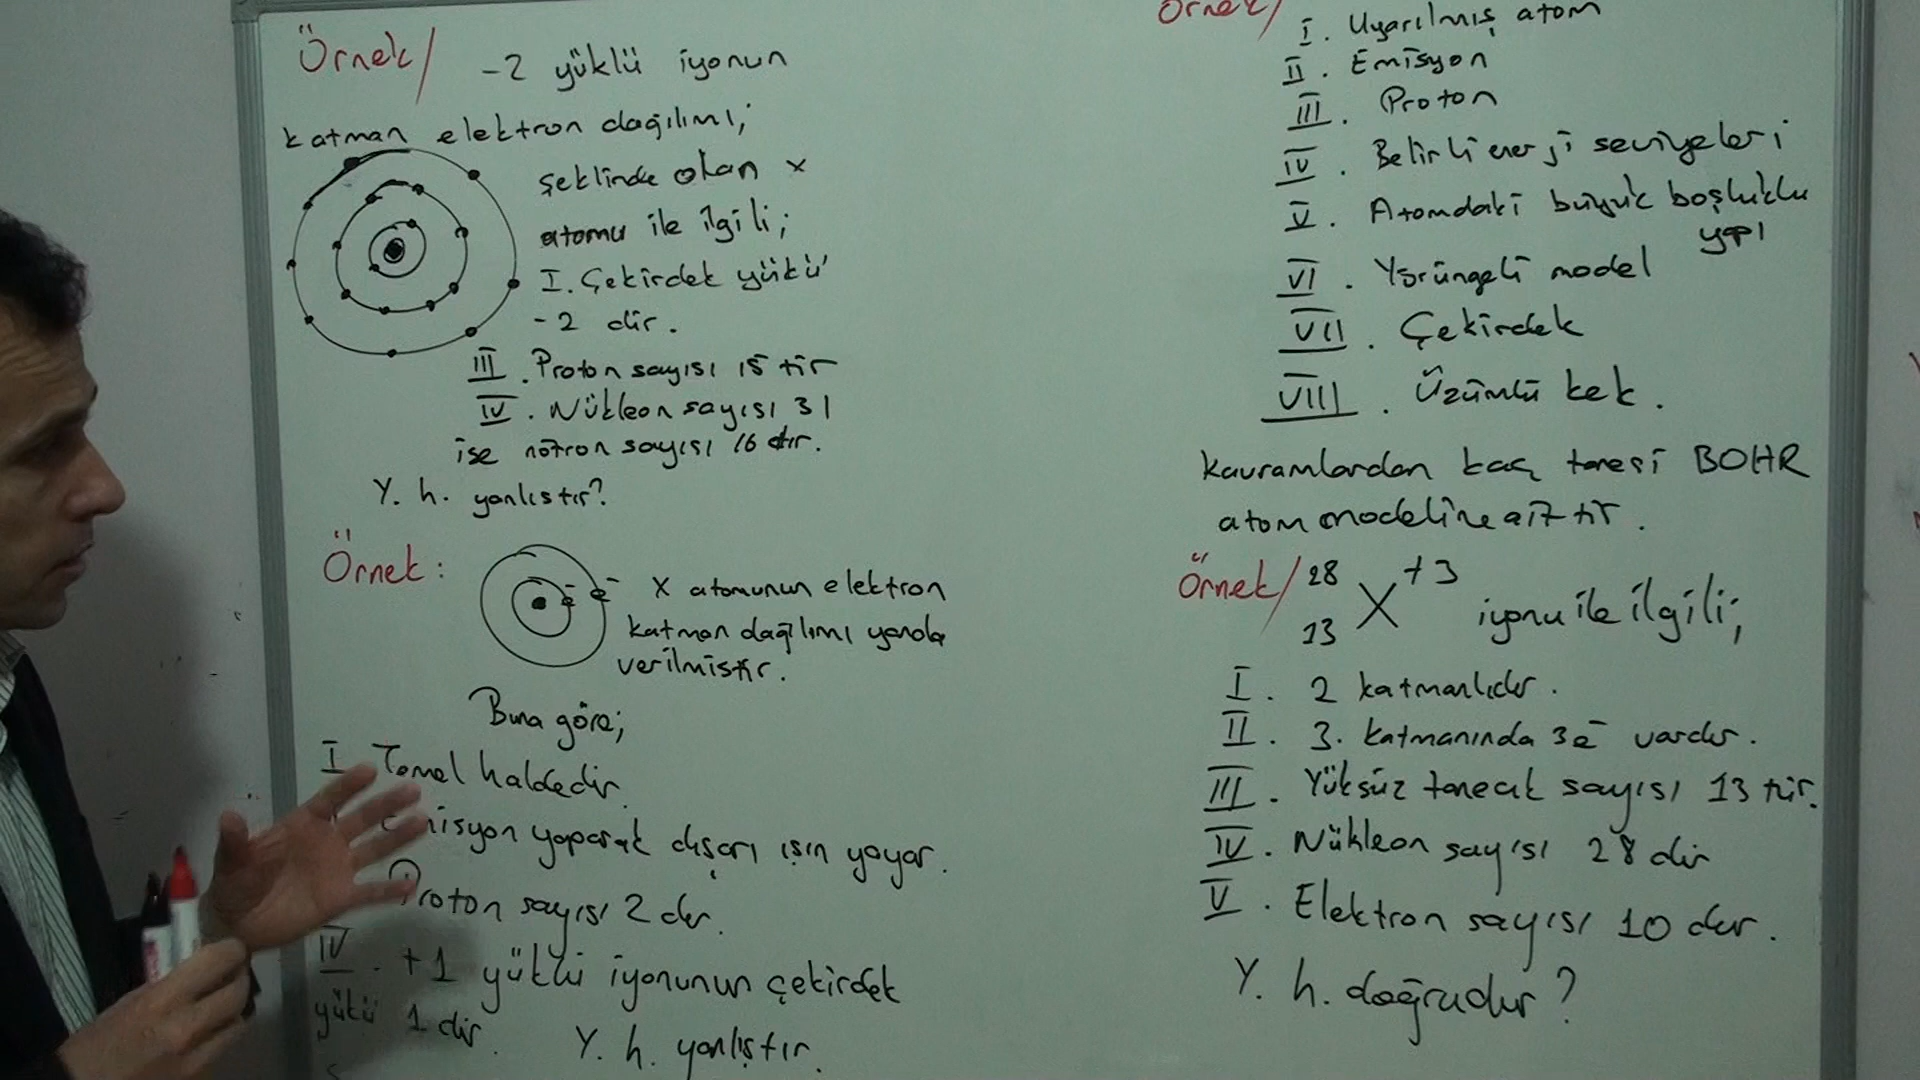 Örnek/ -2 yüklü iyonun
katman elektron dağılımı;
şeklinde olan x
atomu ile ilgili;
I. Çekirdek yükü
-2 dir.
III. Proton sayısı 15 tir
IV. Nükleon sayısı 31
ise nötron sayısı 16 dır.
Y. h. yanlıştır?
Örnek:
X atomunun elektron
katman dağılımı yanda
verilmiştir.
Buna göre;
I. Temel haldedir.
yaparak dışarı ışın yayar.
Proton sayısı 2 dir.
IV. +1 yüklü iyonunun çekirdek
yükü 1 dir.
Y. h. yanlıştır.
Örnek/
I. Uyarılmış atom
II. Emisyon
III. Proton
IV. Belirli enerji seviyeleri
V. Atomdaki büyük boşluklu
yapı
VI. Yörüngeli model
VII. Çekirdek
VIII. Üzümlü kek.
Kavramlardan kaç tanesi BOHR
atom modeline aittir.
Örnek/ 28 13 X +3 iyonu ile ilgili;
I. 2 katmanlıdır.
II. 3. katmanında 3e⁻ vardır.
III. Yüksüz tanecik sayısı 13 tür.
IV. Nükleon sayısı 28 dir
V. Elektron sayısı 10 dur.
Y. h. doğrudur?